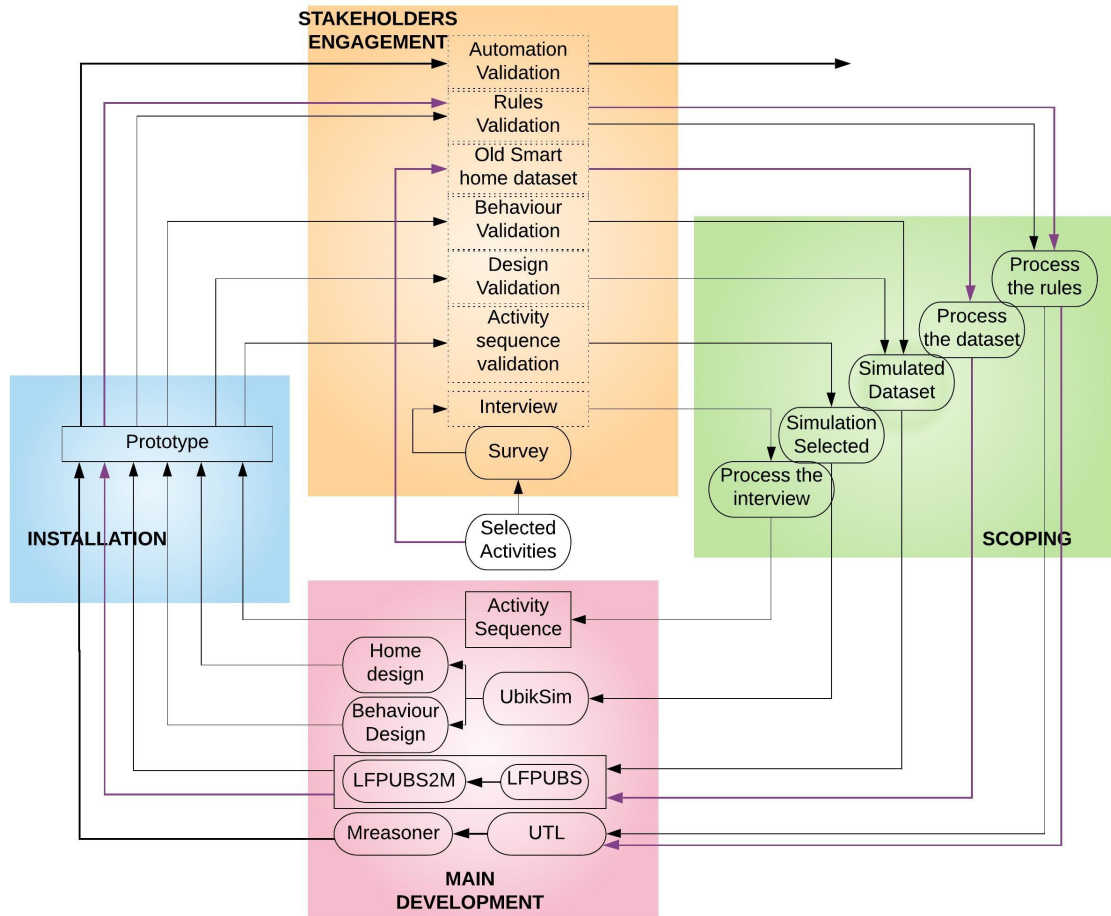 STAKEHOLDERS
ENGAGEMENT
Automation
Validation
Rules
Validation
Old Smart
home dataset
Behaviour
Validation
Design
Validation
Activity
sequence
validation
Interview
Survey
Selected
Activities
Process
the rules
Process
the dataset
Simulated
Dataset
Simulation
Selected
Process the
interview
SCOPING
Prototype
INSTALLATION
Activity
Sequence
Home
design
UbikSim
Behaviour
Design
LFPUBS2M
LFPUBS
Mreasoner
UTL
MAIN
DEVELOPMENT